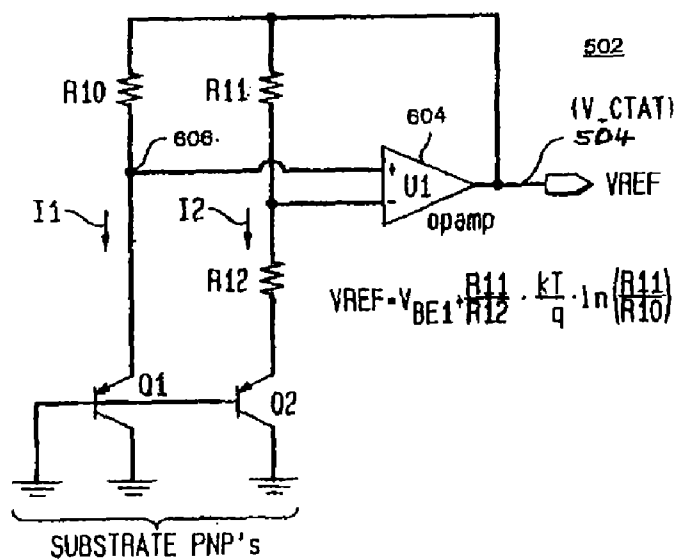 502
R10
R11
(V_CTAT)
504
606.
604
VREF
+
U1
-
opamp
I1
I2
R12
VREF=V_BE1+R11/R12 · kT/q · ln(R11/R10)
Q1
Q2
SUBSTRATE PNP's